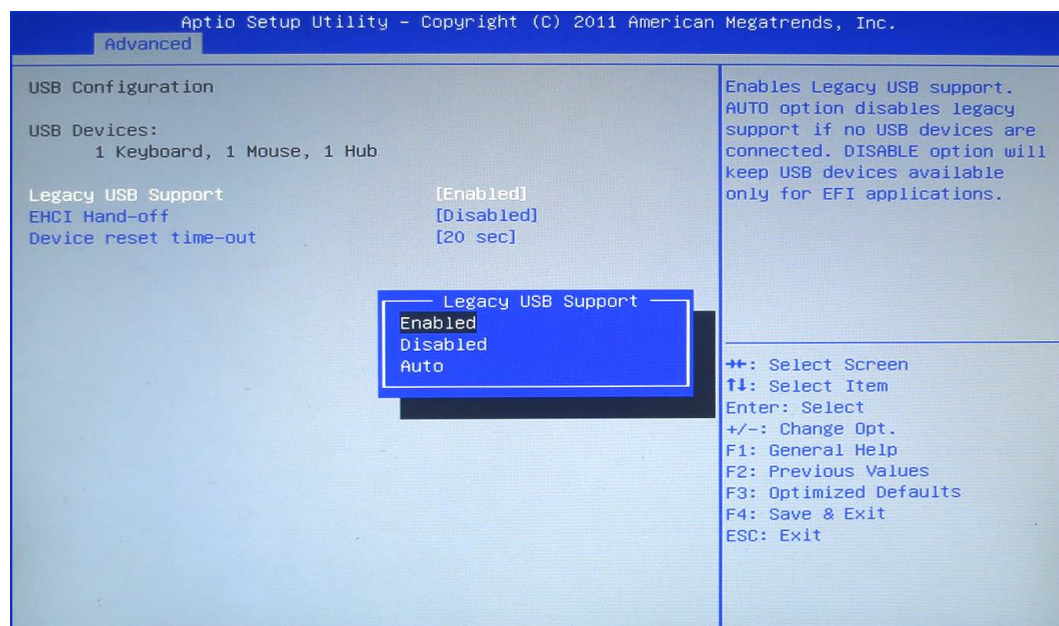 Aptio Setup Utility – Copyright (C) 2011 American Megatrends, Inc.
Advanced
USB Configuration
USB Devices:
1 Keyboard, 1 Mouse, 1 Hub
Legacy USB Support [Enabled]
EHCI Hand-off [Disabled]
Device reset time-out [20 sec]
Legacy USB Support
Enabled
Disabled
Auto
Enables Legacy USB support.
AUTO option disables legacy
support if no USB devices are
connected. DISABLE option will
keep USB devices available
only for EFI applications.
→←: Select Screen
↑↓: Select Item
Enter: Select
+/-: Change Opt.
F1: General Help
F2: Previous Values
F3: Optimized Defaults
F4: Save & Exit
ESC: Exit